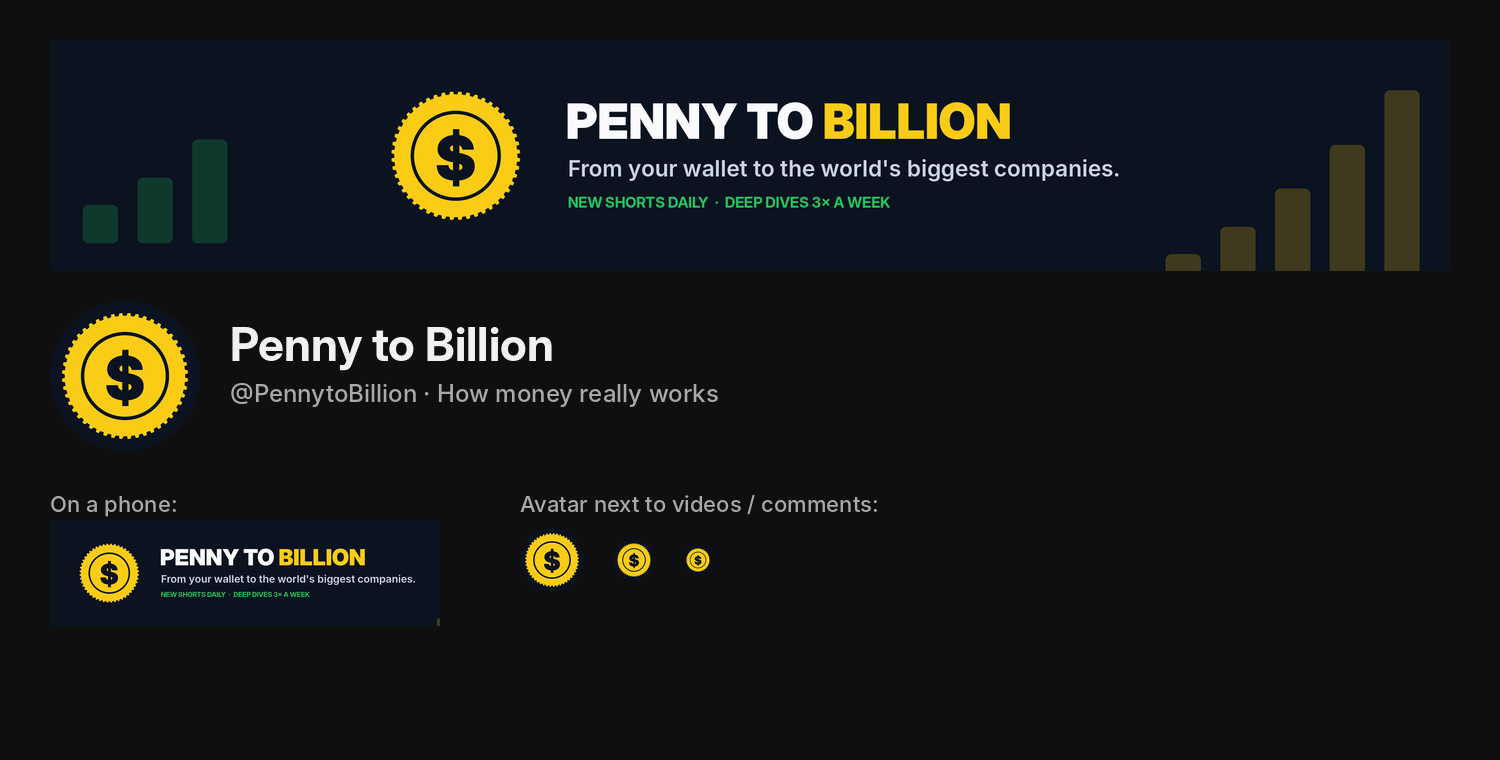 $
PENNY TO BILLION
From your wallet to the world's biggest companies.
NEW SHORTS DAILY · DEEP DIVES 3× A WEEK
$
Penny to Billion
@PennytoBillion · How money really works
On a phone:
$
PENNY TO BILLION
From your wallet to the world's biggest companies.
NEW SHORTS DAILY · DEEP DIVES 3× A WEEK
Avatar next to videos / comments:
$ $ $